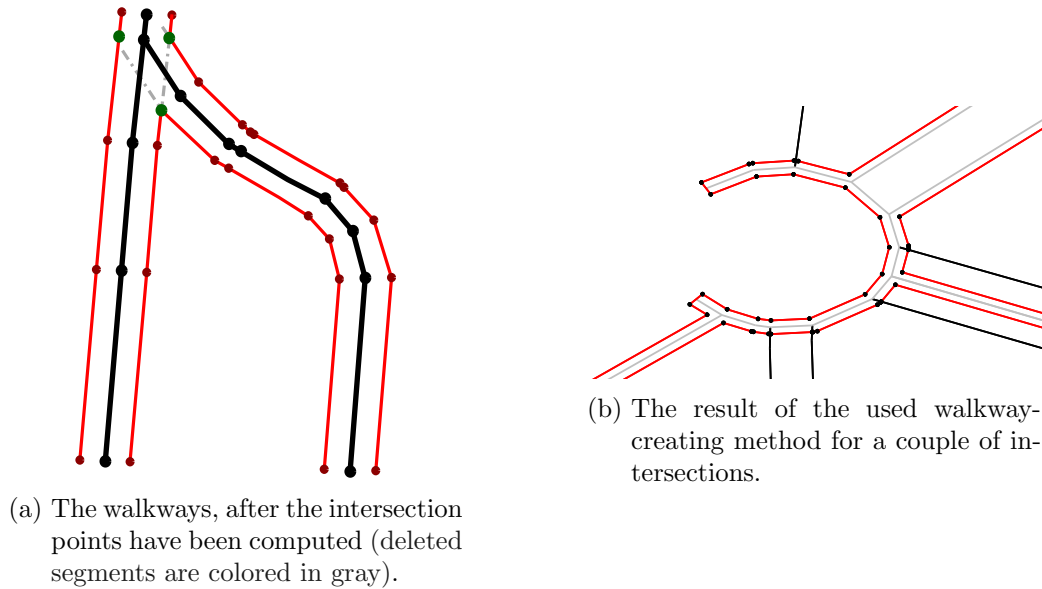 (a) The walkways, after the intersection
points have been computed (deleted
segments are colored in gray).
(b) The result of the used walkway-
creating method for a couple of in-
tersections.